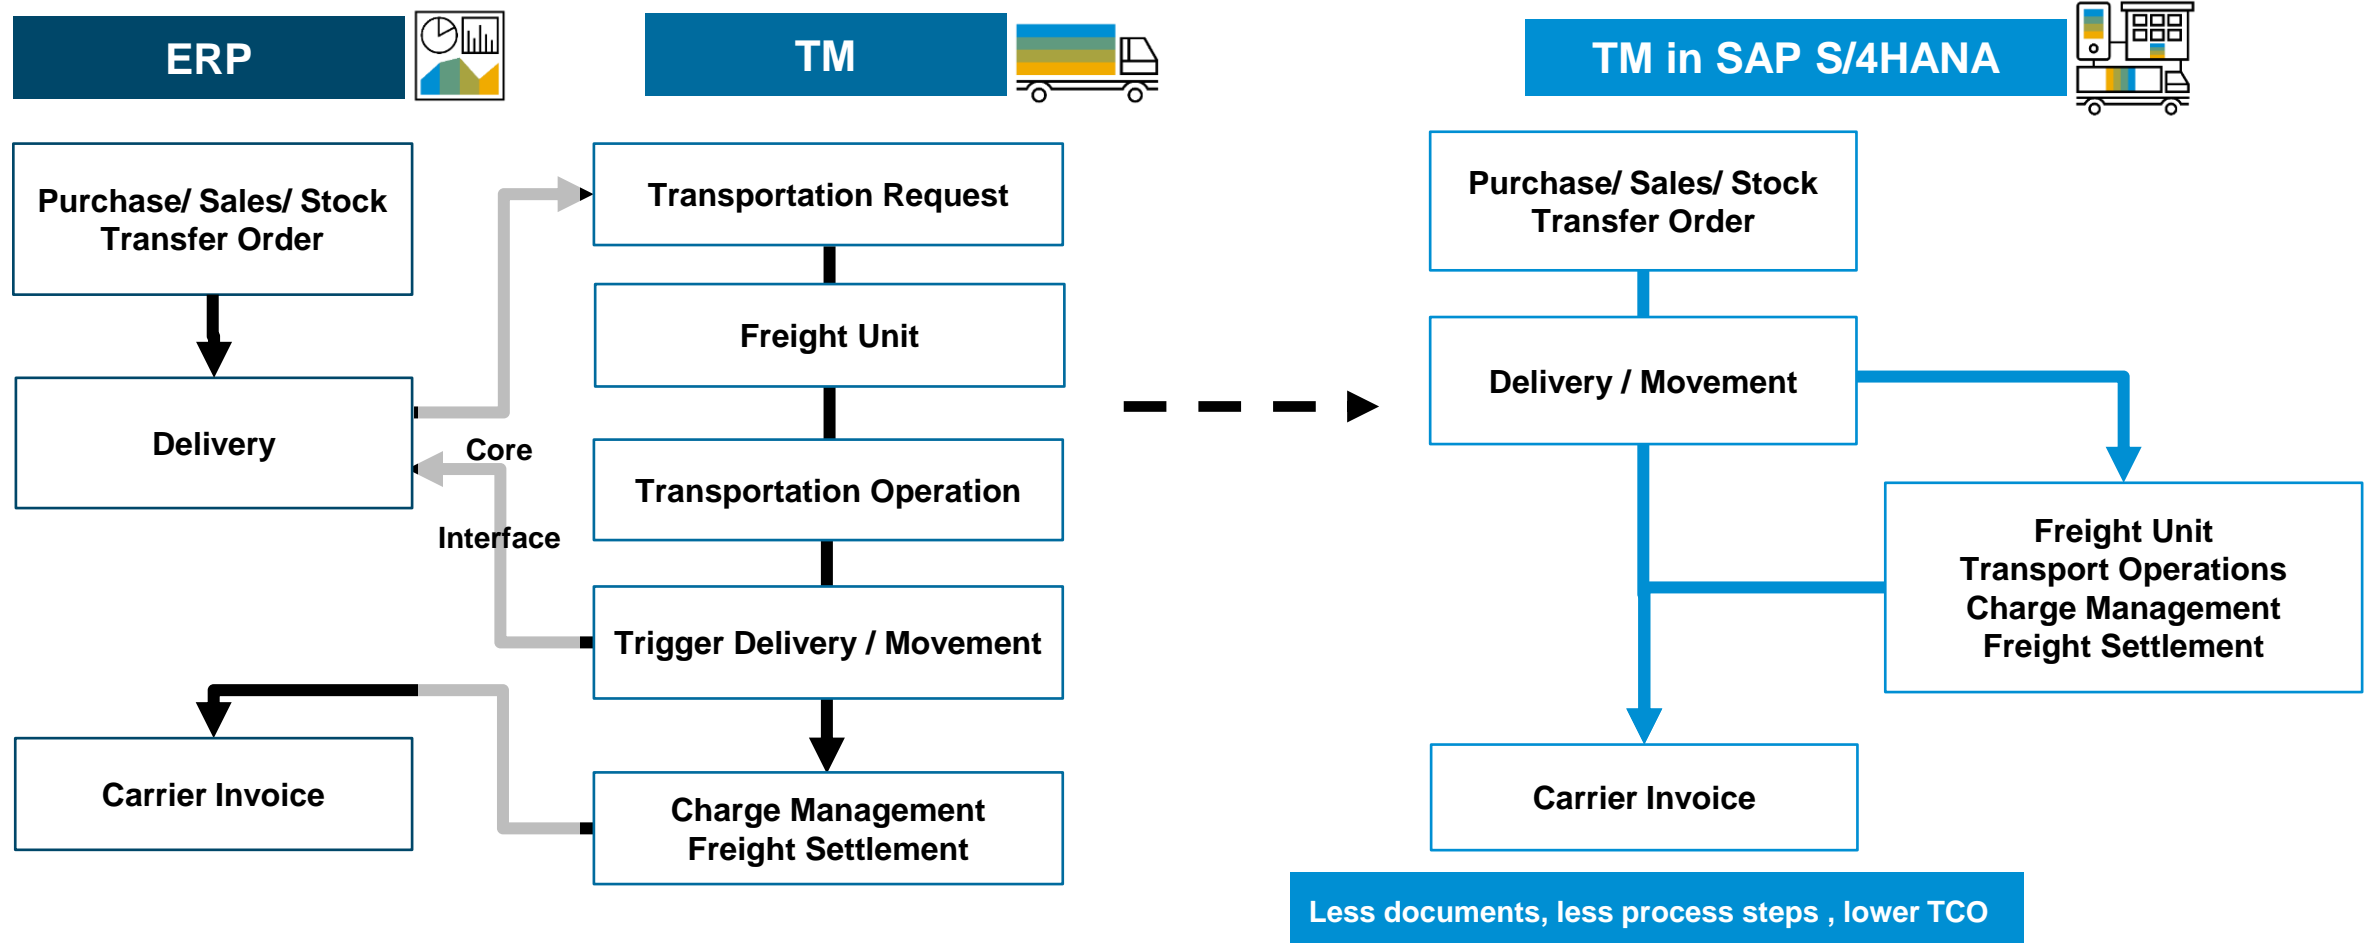 ERP
TM
TM in SAP S/4HANA
Purchase/ Sales/ Stock
Transfer Order
Delivery
Carrier Invoice
Core
Interface
Transportation Request
Freight Unit
Transportation Operation
Trigger Delivery / Movement
Charge Management
Freight Settlement
Purchase/ Sales/ Stock
Transfer Order
Delivery / Movement
Freight Unit
Transport Operations
Charge Management
Freight Settlement
Carrier Invoice
Less documents, less process steps , lower TCO